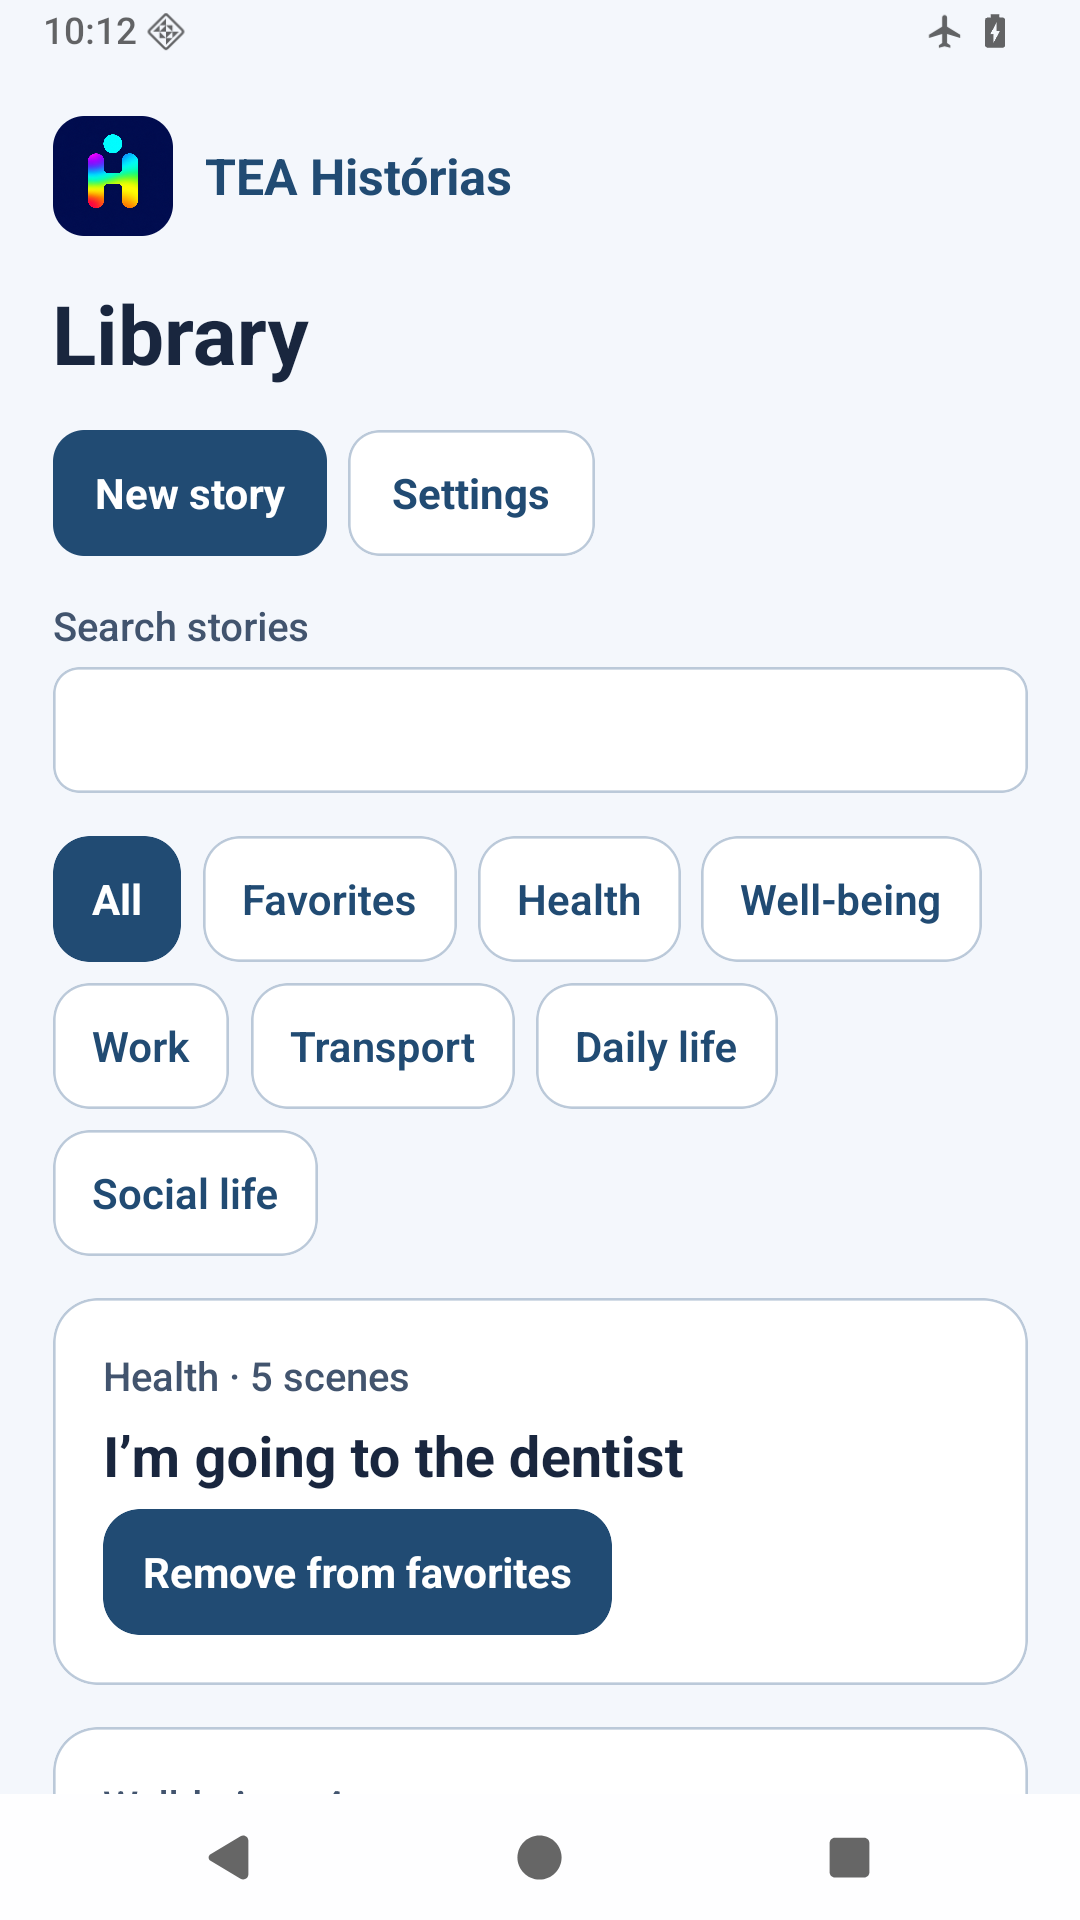 10:12
TEA Histórias
Library
New story
Settings
Search stories
All
Favorites
Health
Well-being
Work
Transport
Daily life
Social life
Health · 5 scenes
I’m going to the dentist
Remove from favorites